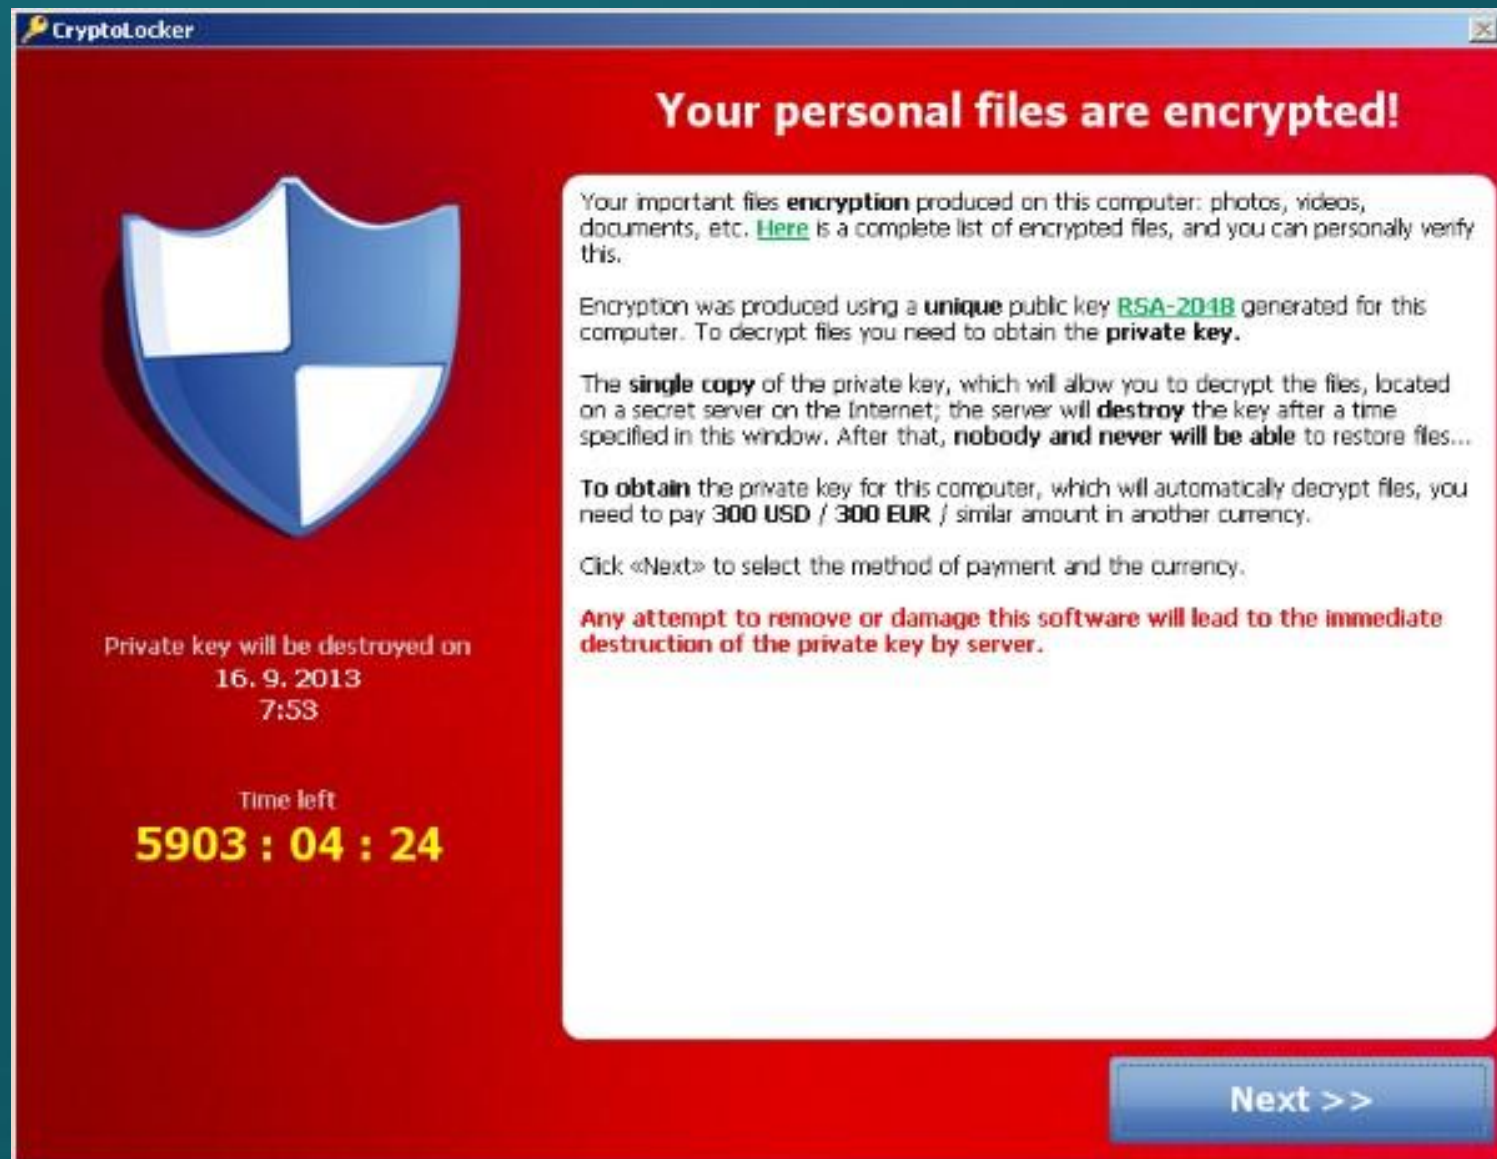 CryptoLocker
Your personal files are encrypted!
Your important files encryption produced on this computer: photos, videos,
documents, etc. Here is a complete list of encrypted files, and you can personally verify
this.
Encryption was produced using a unique public key RSA-2048 generated for this
computer. To decrypt files you need to obtain the private key.
The single copy of the private key, which will allow you to decrypt the files, located
on a secret server on the Internet; the server will destroy the key after a time
specified in this window. After that, nobody and never will be able to restore files...
To obtain the private key for this computer, which will automatically decrypt files, you
need to pay 300 USD / 300 EUR / similar amount in another currency.
Click «Next» to select the method of payment and the currency.
Any attempt to remove or damage this software will lead to the immediate
destruction of the private key by server.
Private key will be destroyed on
16. 9. 2013
7:53
Time left
5903 : 04 : 24
Next >>